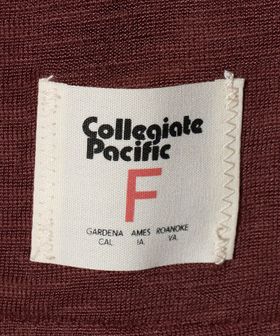 Collegiate
Pacific
F
GARDENA AMES ROANOKE
CAL IA. VA.